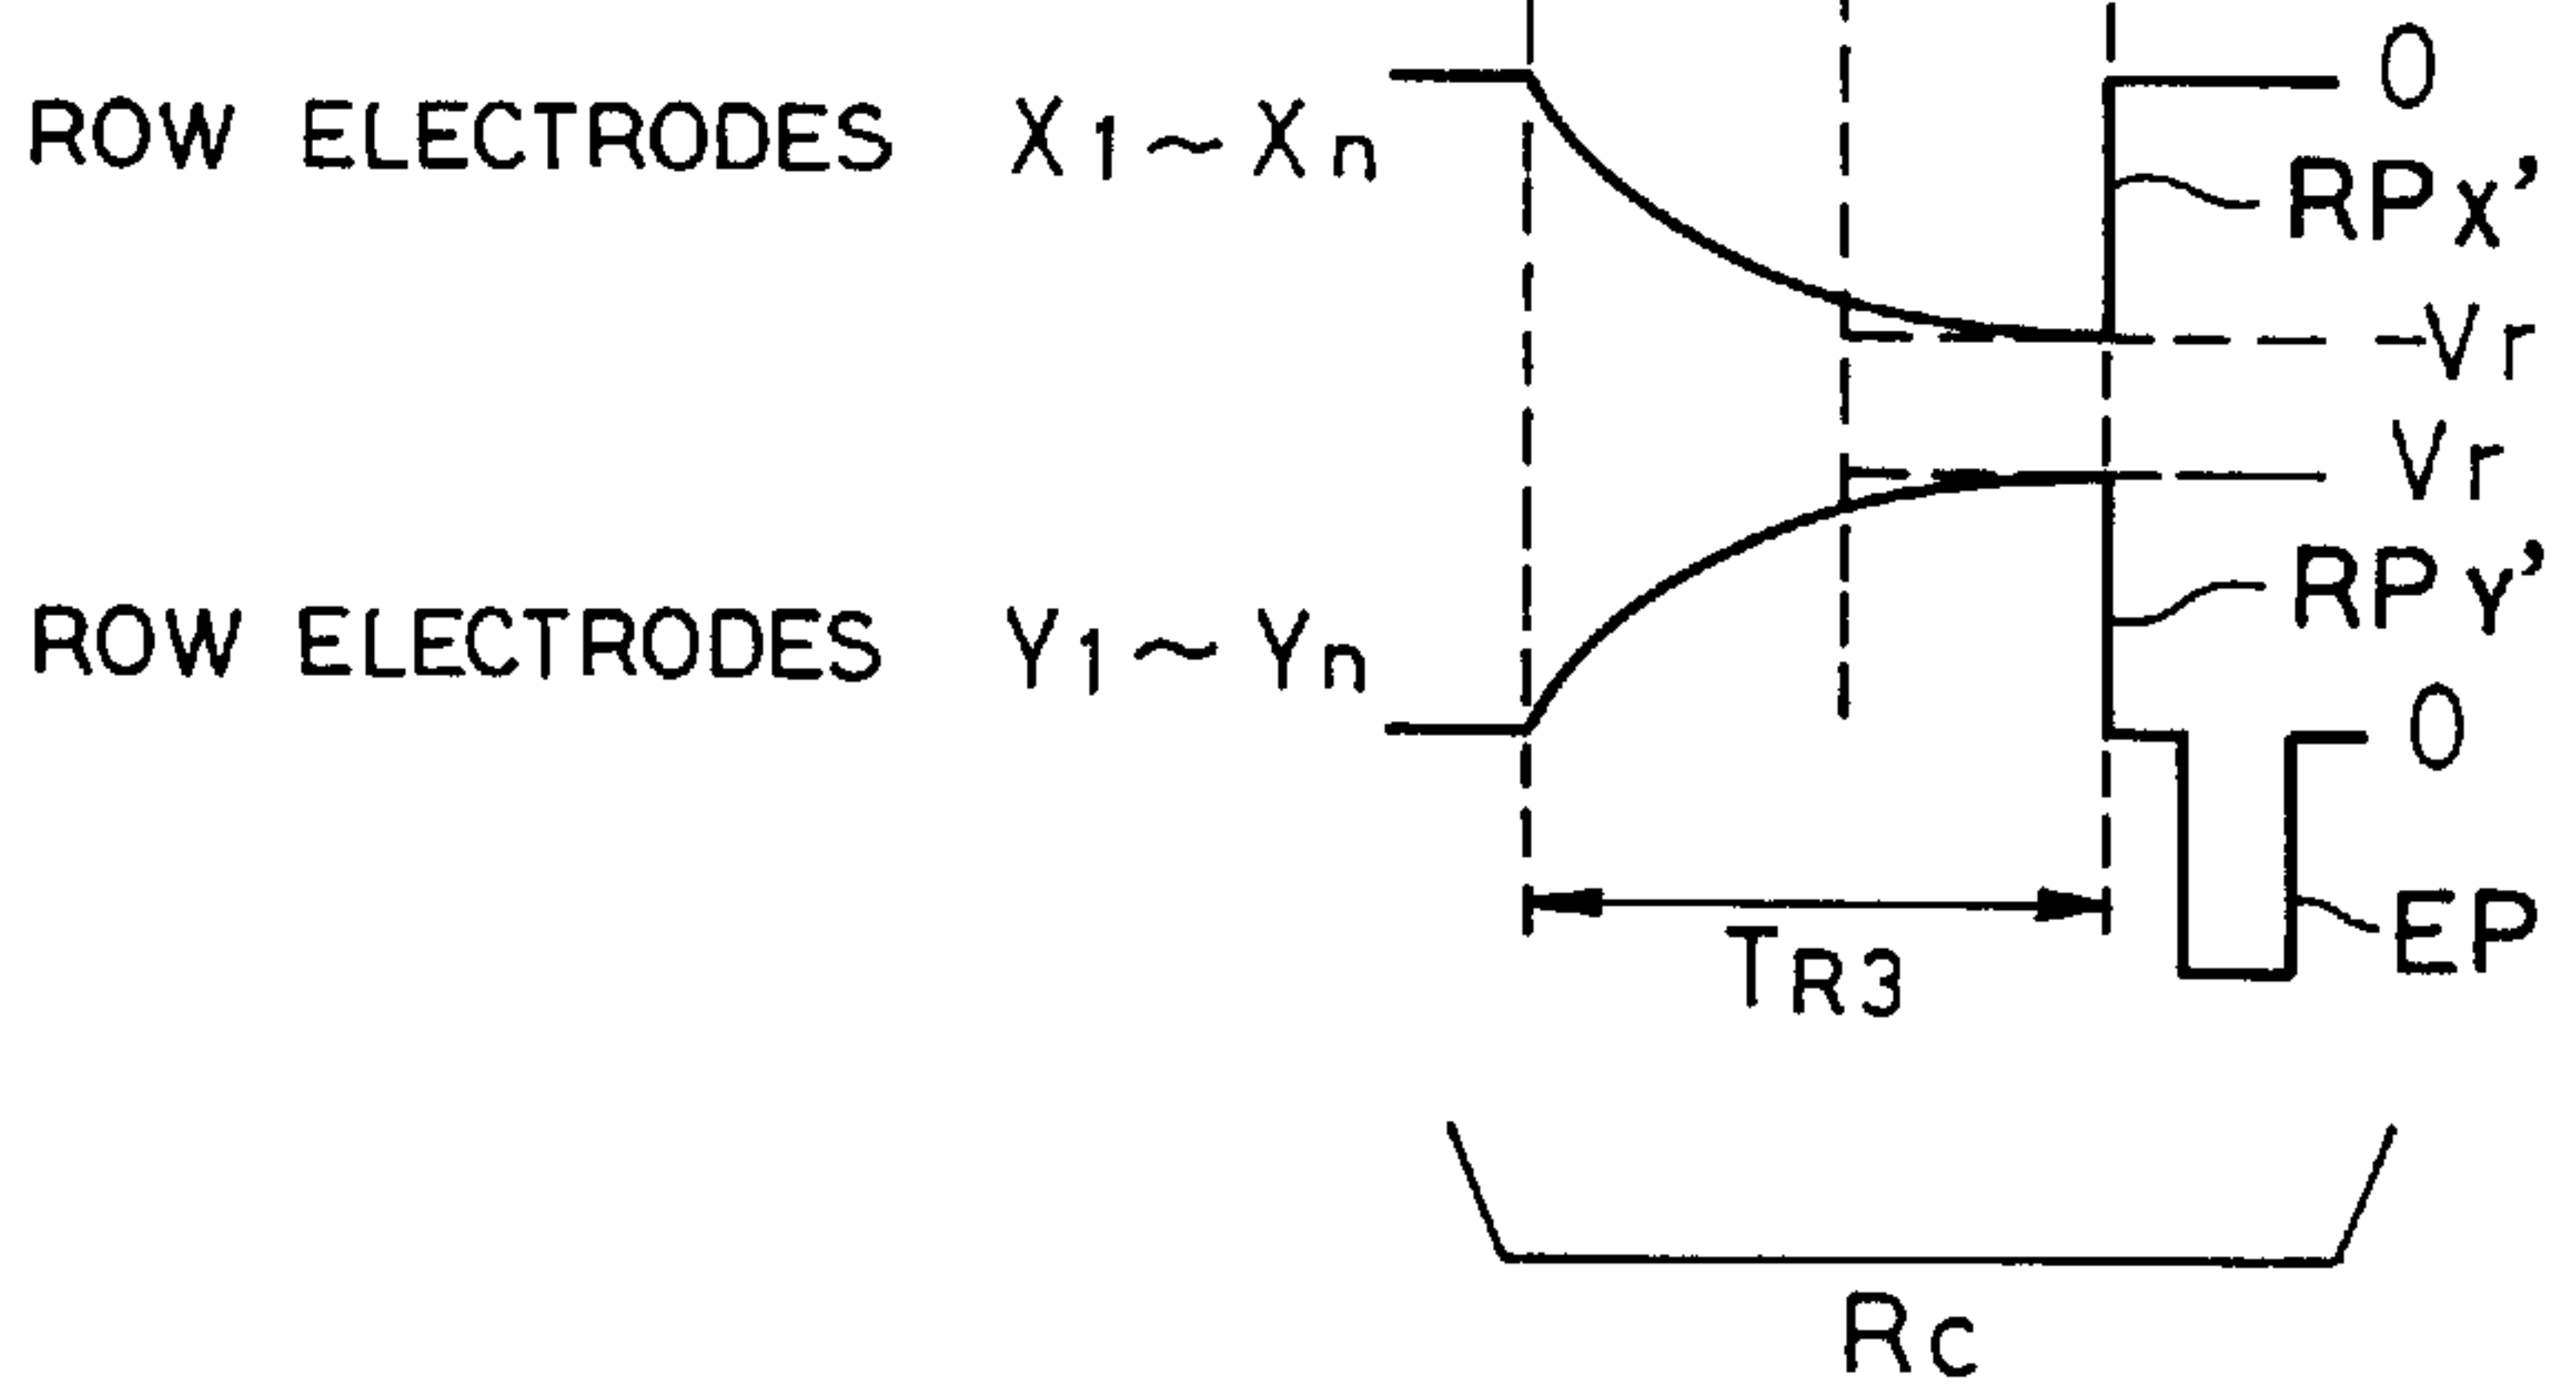 0
ROW ELECTRODES X1~Xn
RPX'
-Vr
Vr
RPY'
ROW ELECTRODES Y1~Yn
0
EP
TR3
RC